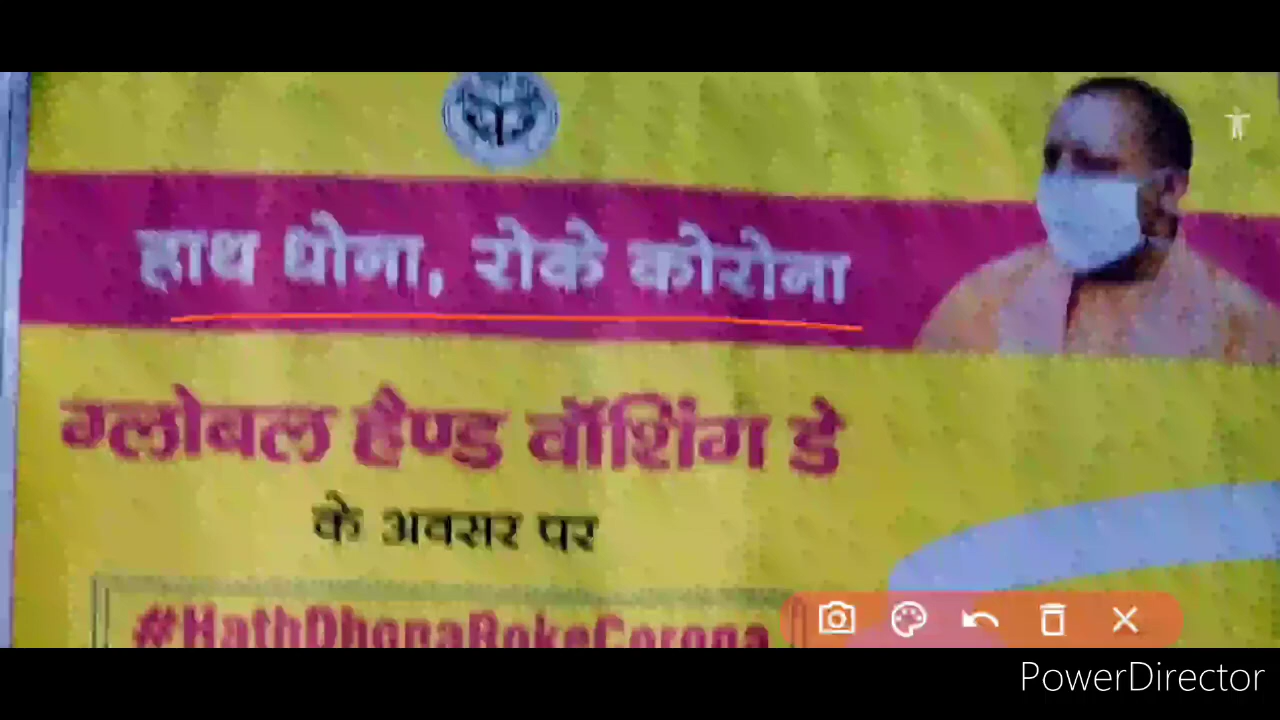 हाथ धोना, रोके कोरोना
ग्लोबल हैण्ड वॉशिंग डे
के अवसर पर
#HathDhonaRokeCorona
PowerDirector